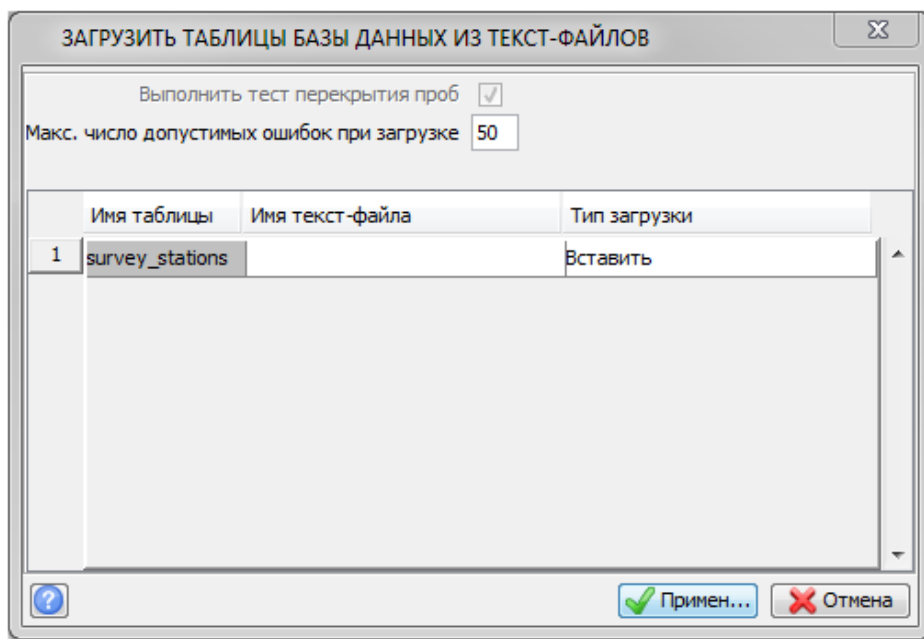 ЗАГРУЗИТЬ ТАБЛИЦЫ БАЗЫ ДАННЫХ ИЗ ТЕКСТ-ФАЙЛОВ
Выполнить тест перекрытия проб
Макс. число допустимых ошибок при загрузке 50
Имя таблицы Имя текст-файла Тип загрузки
1 survey_stations Вставить
? Примен... Отмена